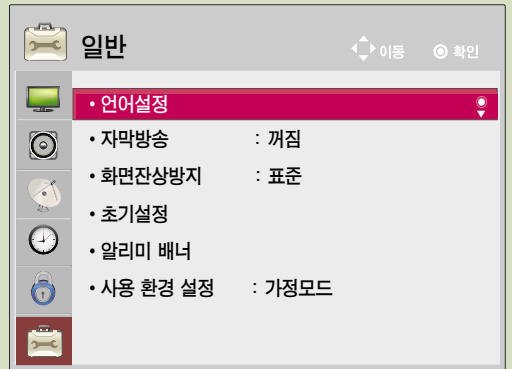 일반 이동 확인
• 언어설정
• 자막방송 : 꺼짐
• 화면잔상방지 : 표준
• 초기설정
• 알리미 배너
• 사용 환경 설정 : 가정모드